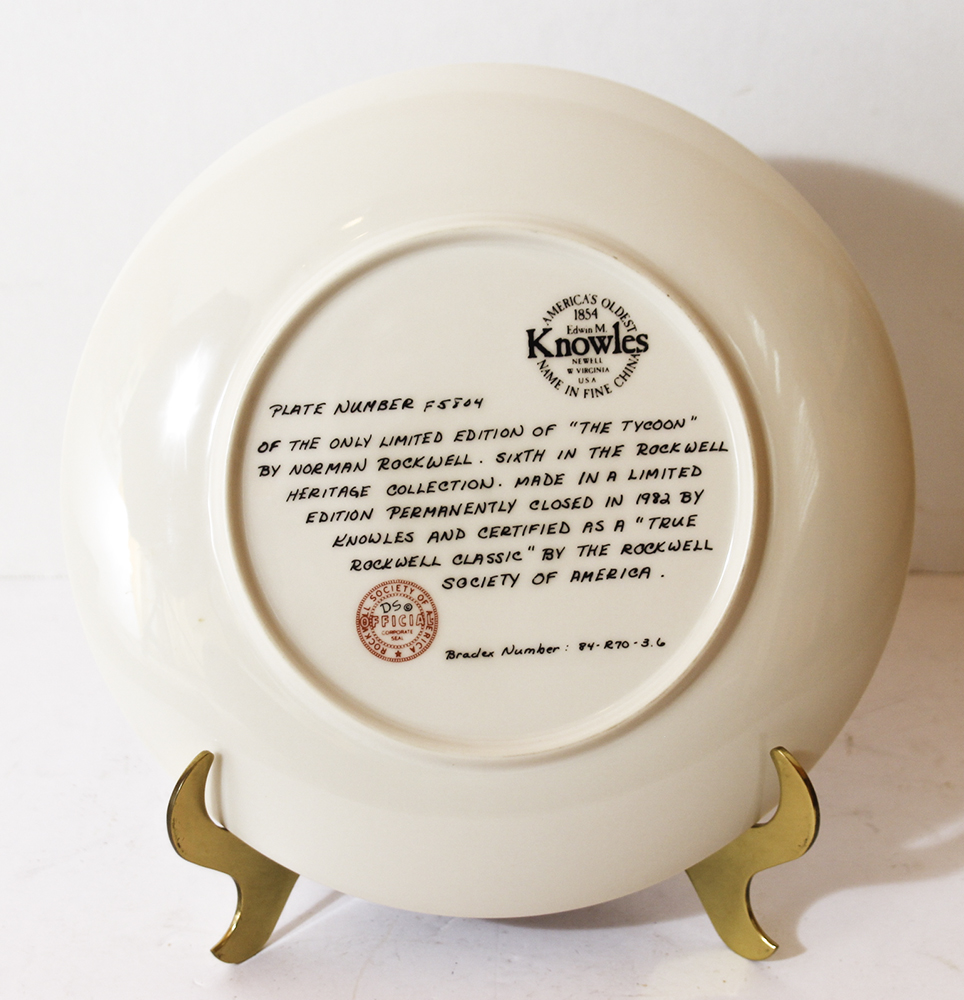 AMERICA'S OLDEST
1854
Edwin M.
Knowles
NEWELL
W VIRGINIA
U.S.A
NAME IN FINE CHINA
PLATE NUMBER F5804
OF THE ONLY LIMITED EDITION OF "THE TYCOON"
BY NORMAN ROCKWELL. SIXTH IN THE ROCKWELL
HERITAGE COLLECTION. MADE IN A LIMITED
EDITION PERMANENTLY CLOSED IN 1982 BY
KNOWLES AND CERTIFIED AS A "TRUE
ROCKWELL CLASSIC" BY THE ROCKWELL
SOCIETY OF AMERICA.
ROCKWELL SOCIETY OF AMERICA
DS©
OFFICIAL
CORPORATE
SEAL
Bradex Number: 84-R70-3.6